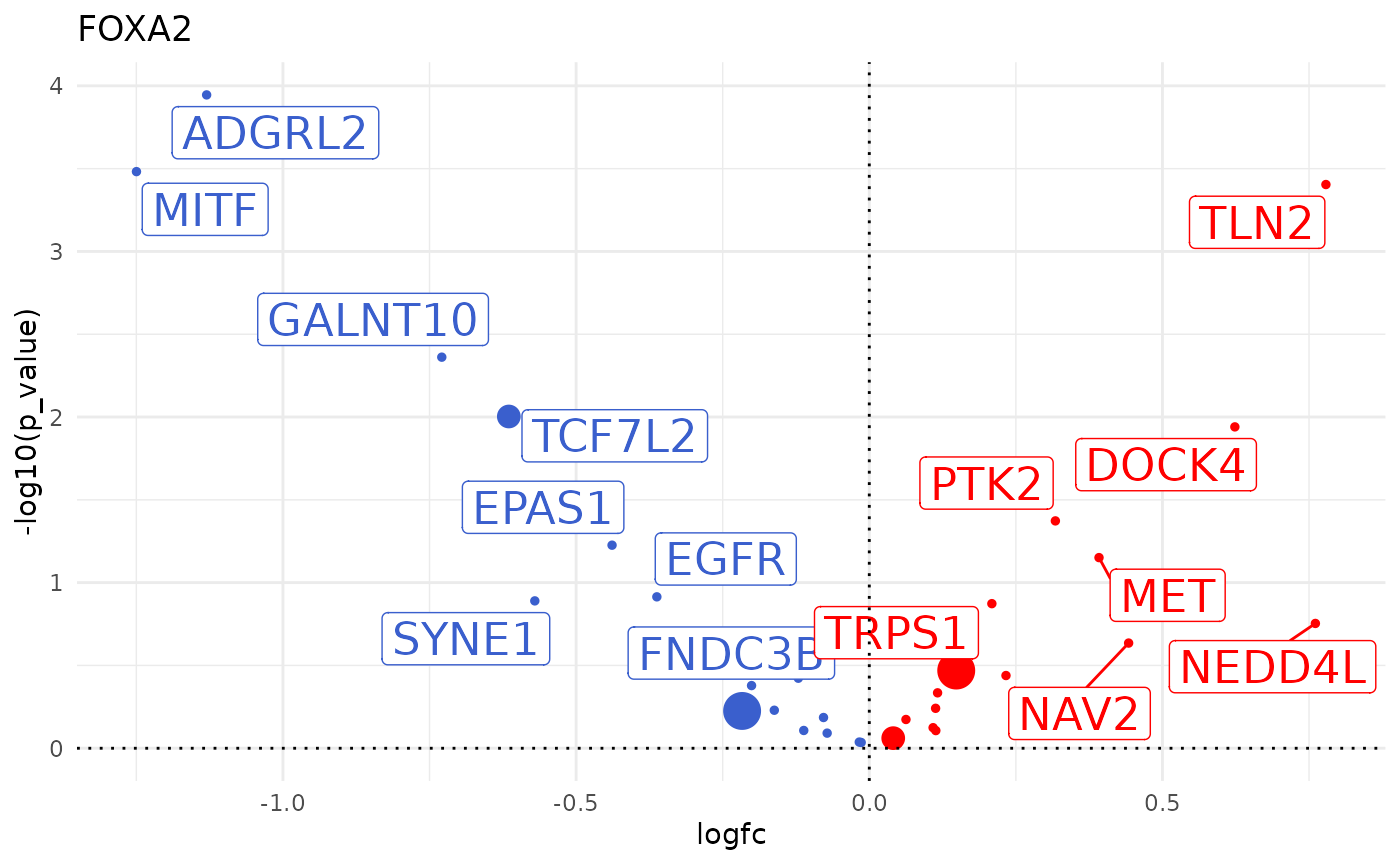 FOXA2
4
3
2
1
0
-log10(p_value)
ADGRL2
MITF
TLN2
GALNT10
TCF7L2
DOCK4
PTK2
EPAS1
EGFR
MET
SYNE1
TRPS1
FNDC3B
NEDD4L
NAV2
-1.0
-0.5
0.0
0.5
logfc